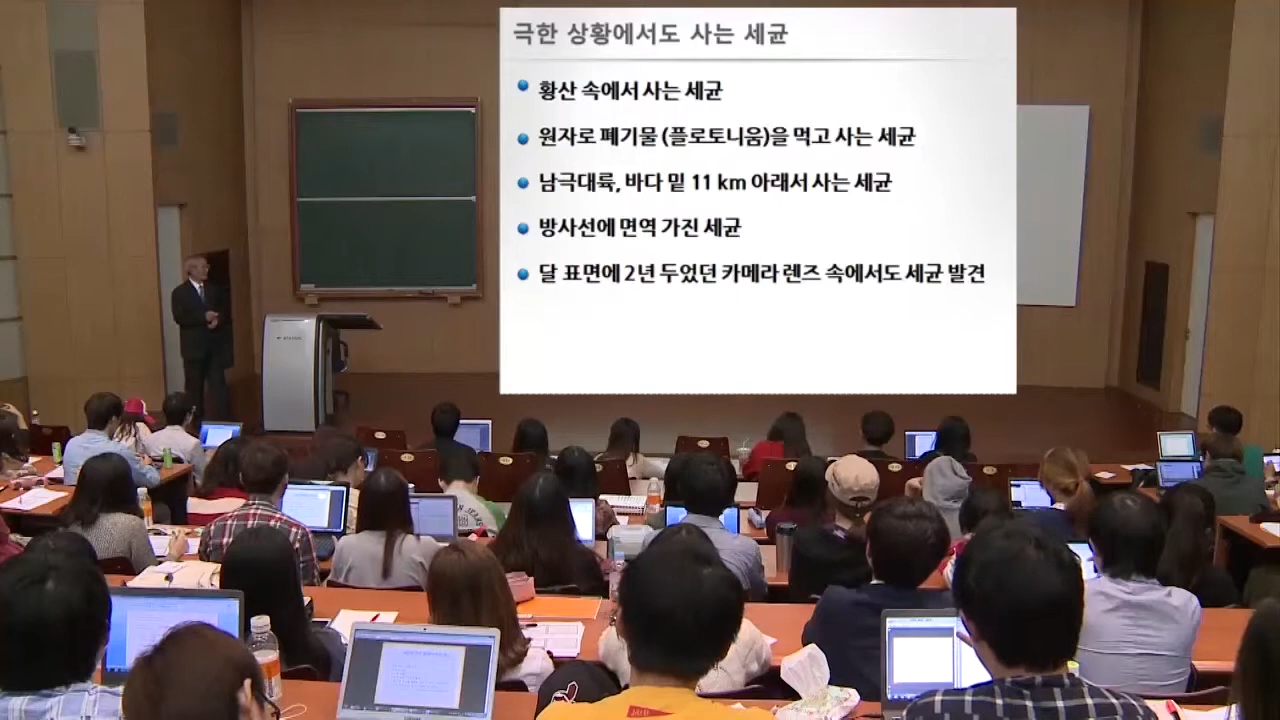 극한 상황에서도 사는 세균
황산 속에서 사는 세균
원자로 폐기물 (플로토니움)을 먹고 사는 세균
남극대륙, 바다 밑 11 km 아래서 사는 세균
방사선에 면역 가진 세균
달 표면에 2년 두었던 카메라 렌즈 속에서도 세균 발견